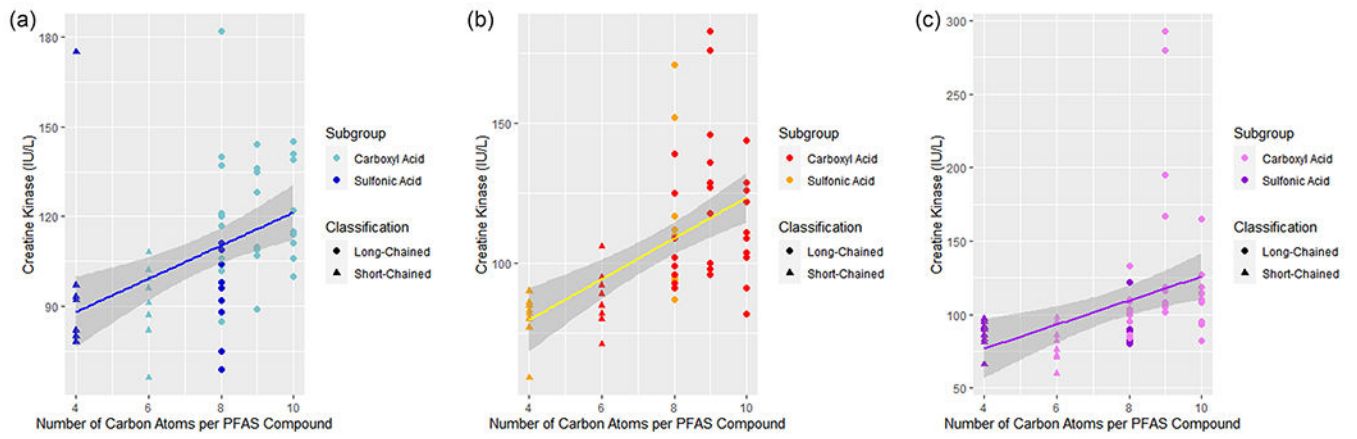 (a)
180
150
120
90
4
6
8
10
Creatine Kinase (IU/L)
Number of Carbon Atoms per PFAS Compound
Subgroup
Carboxyl Acid
Sulfonic Acid
Classification
Long-Chained
Short-Chained
(b)
150
100
4
6
8
10
Creatine Kinase (IU/L)
Number of Carbon Atoms per PFAS Compound
Subgroup
Carboxyl Acid
Sulfonic Acid
Classification
Long-Chained
Short-Chained
(c)
300
250
200
150
100
50
4
6
8
10
Creatine Kinase (IU/L)
Number of Carbon Atoms per PFAS Compound
Subgroup
Carboxyl Acid
Sulfonic Acid
Classification
Long-Chained
Short-Chained